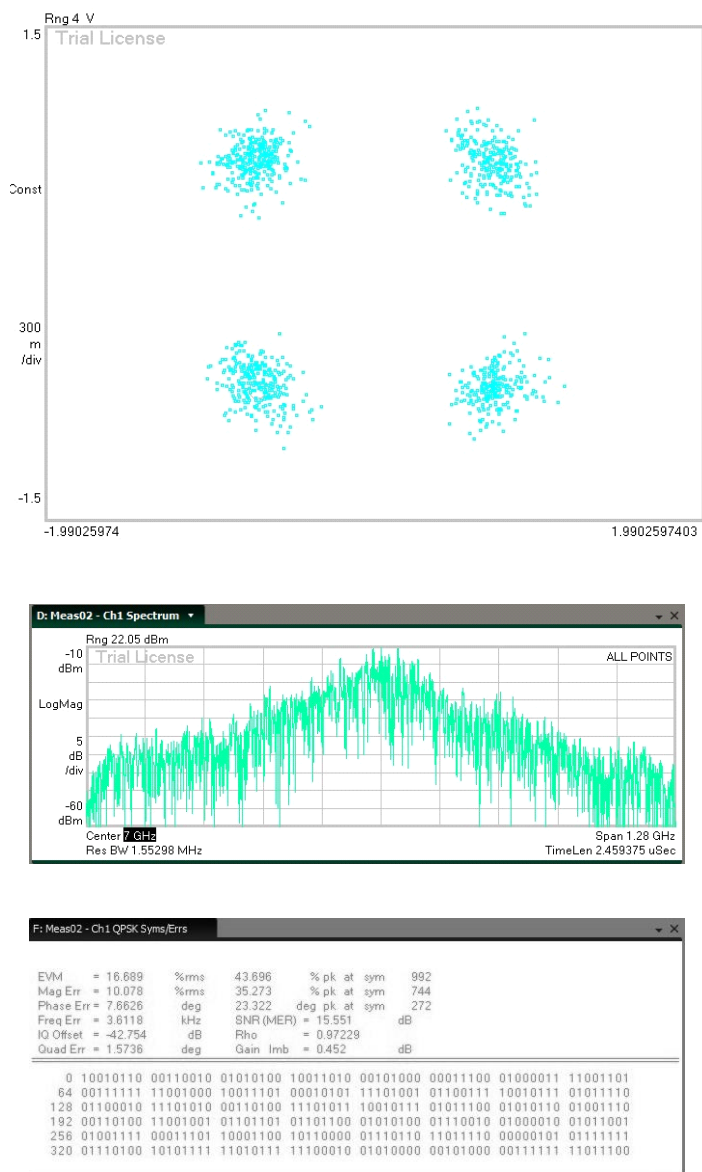 Rng 4 V
1.5 Trial License
Const
300
m
/div
-1.5
-1.99025974 1.9902597403
D: Meas02 - Ch1 Spectrum
Rng 22.05 dBm
-10 Trial License ALL POINTS
dBm
LogMag
5
dB
/div
-60
dBm
Center 7 GHz Span 1.28 GHz
Res BW 1.55298 MHz TimeLen 2.459375 uSec
F: Meas02 - Ch1 QPSK Syms/Errs
EVM = 16.689 %rms 43.696 % pk at sym 992
Mag Err = 10.078 %rms 35.273 % pk at sym 744
Phase Err = 7.6626 deg 23.322 deg pk at sym 272
Freq Err = 3.6118 kHz SNR (MER) = 15.551 dB
IQ Offset = -42.754 dB Rho = 0.97229
Quad Err = 1.5736 deg Gain Imb = 0.452 dB
0 10010110 00110010 01010100 10011010 00101000 00011100 01000011 11001101
64 00111111 11001000 10011101 00010101 11101001 01100111 10010111 01011110
128 01100010 11101010 00110100 11101011 10010111 01011100 01010110 01001110
192 00110100 11001001 01101101 01101100 01010100 01110010 00000010 01011001
256 01001111 00011101 10001100 10110000 01110110 11011110 00000101 01111111
320 01110100 10101111 11101011 11100010 01010000 00101000 00111111 11011100